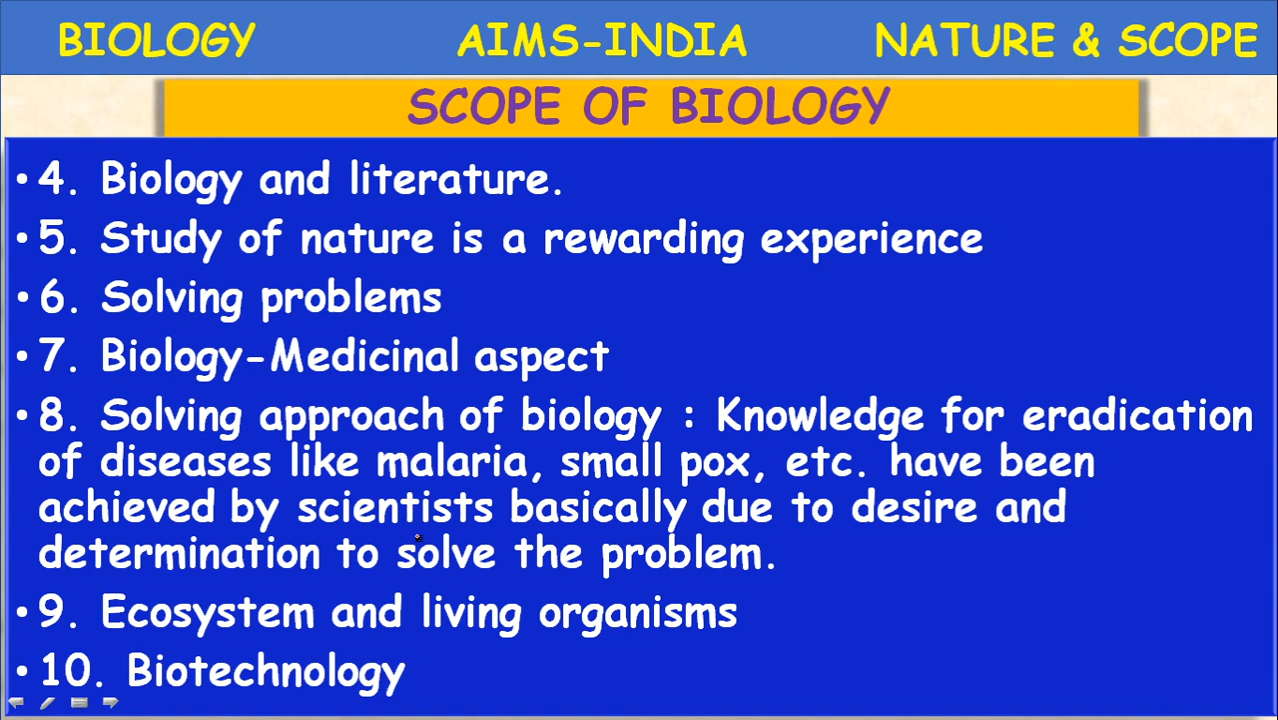 BIOLOGY AIMS-INDIA NATURE & SCOPE
SCOPE OF BIOLOGY
• 4. Biology and literature.
• 5. Study of nature is a rewarding experience
• 6. Solving problems
• 7. Biology-Medicinal aspect
• 8. Solving approach of biology : Knowledge for eradication
of diseases like malaria, small pox, etc. have been
achieved by scientists basically due to desire and
determination to solve the problem.
• 9. Ecosystem and living organisms
• 10. Biotechnology